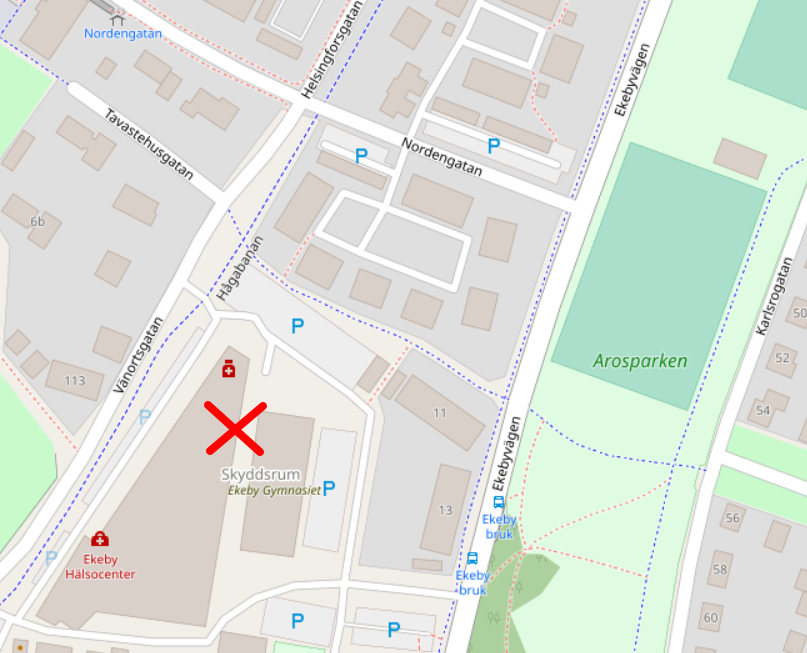 Nordengatan
Helsingforsgatan
Ekebyvägen
Tavastehusgatan
Nordengatan
P
P
6b
Hågabanan
Karlsrogatan
50
P
Vänortsgatan
Arosparken
52
113
54
11
P
Ekebyvägen
Skyddsrum
Ekeby Gymnasiet
P
13
Ekeby
bruk
56
P
Ekeby
Hälsocenter
Ekeby
bruk
58
P
P
60